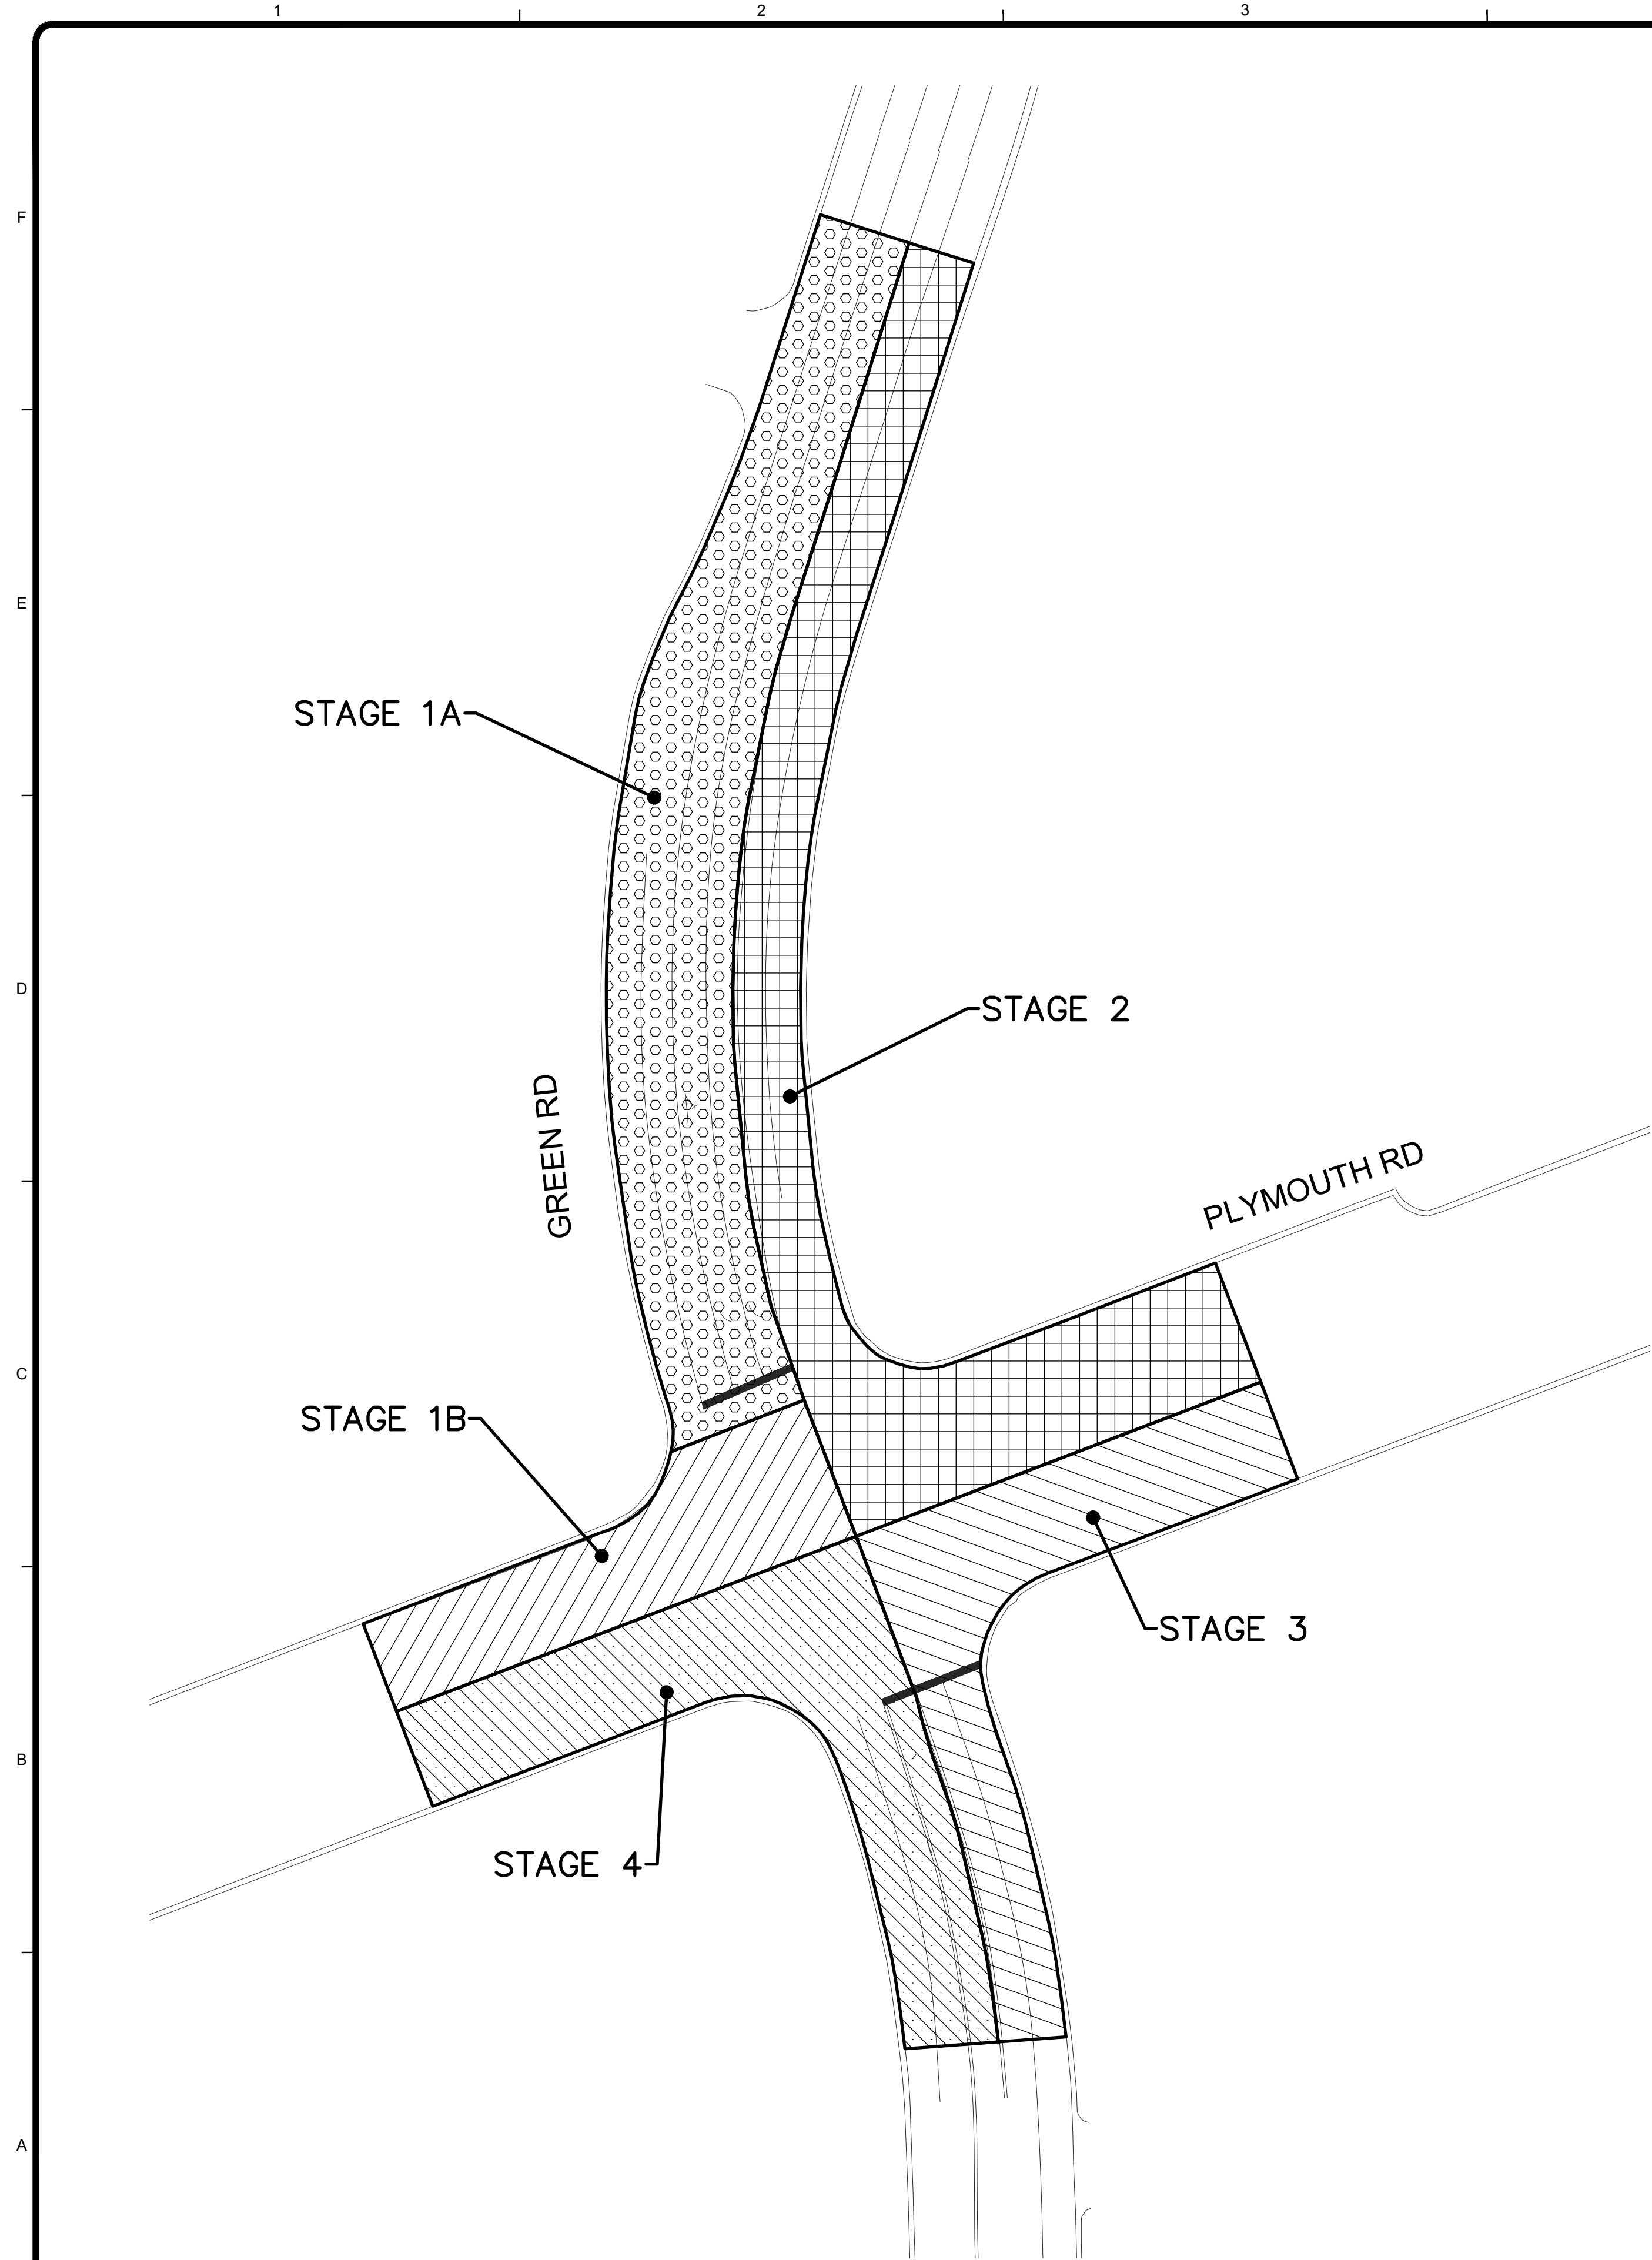 1 2 3
F
E
STAGE 1A
D
STAGE 2
GREEN RD
PLYMOUTH RD
C
STAGE 1B
STAGE 3
B
STAGE 4
A